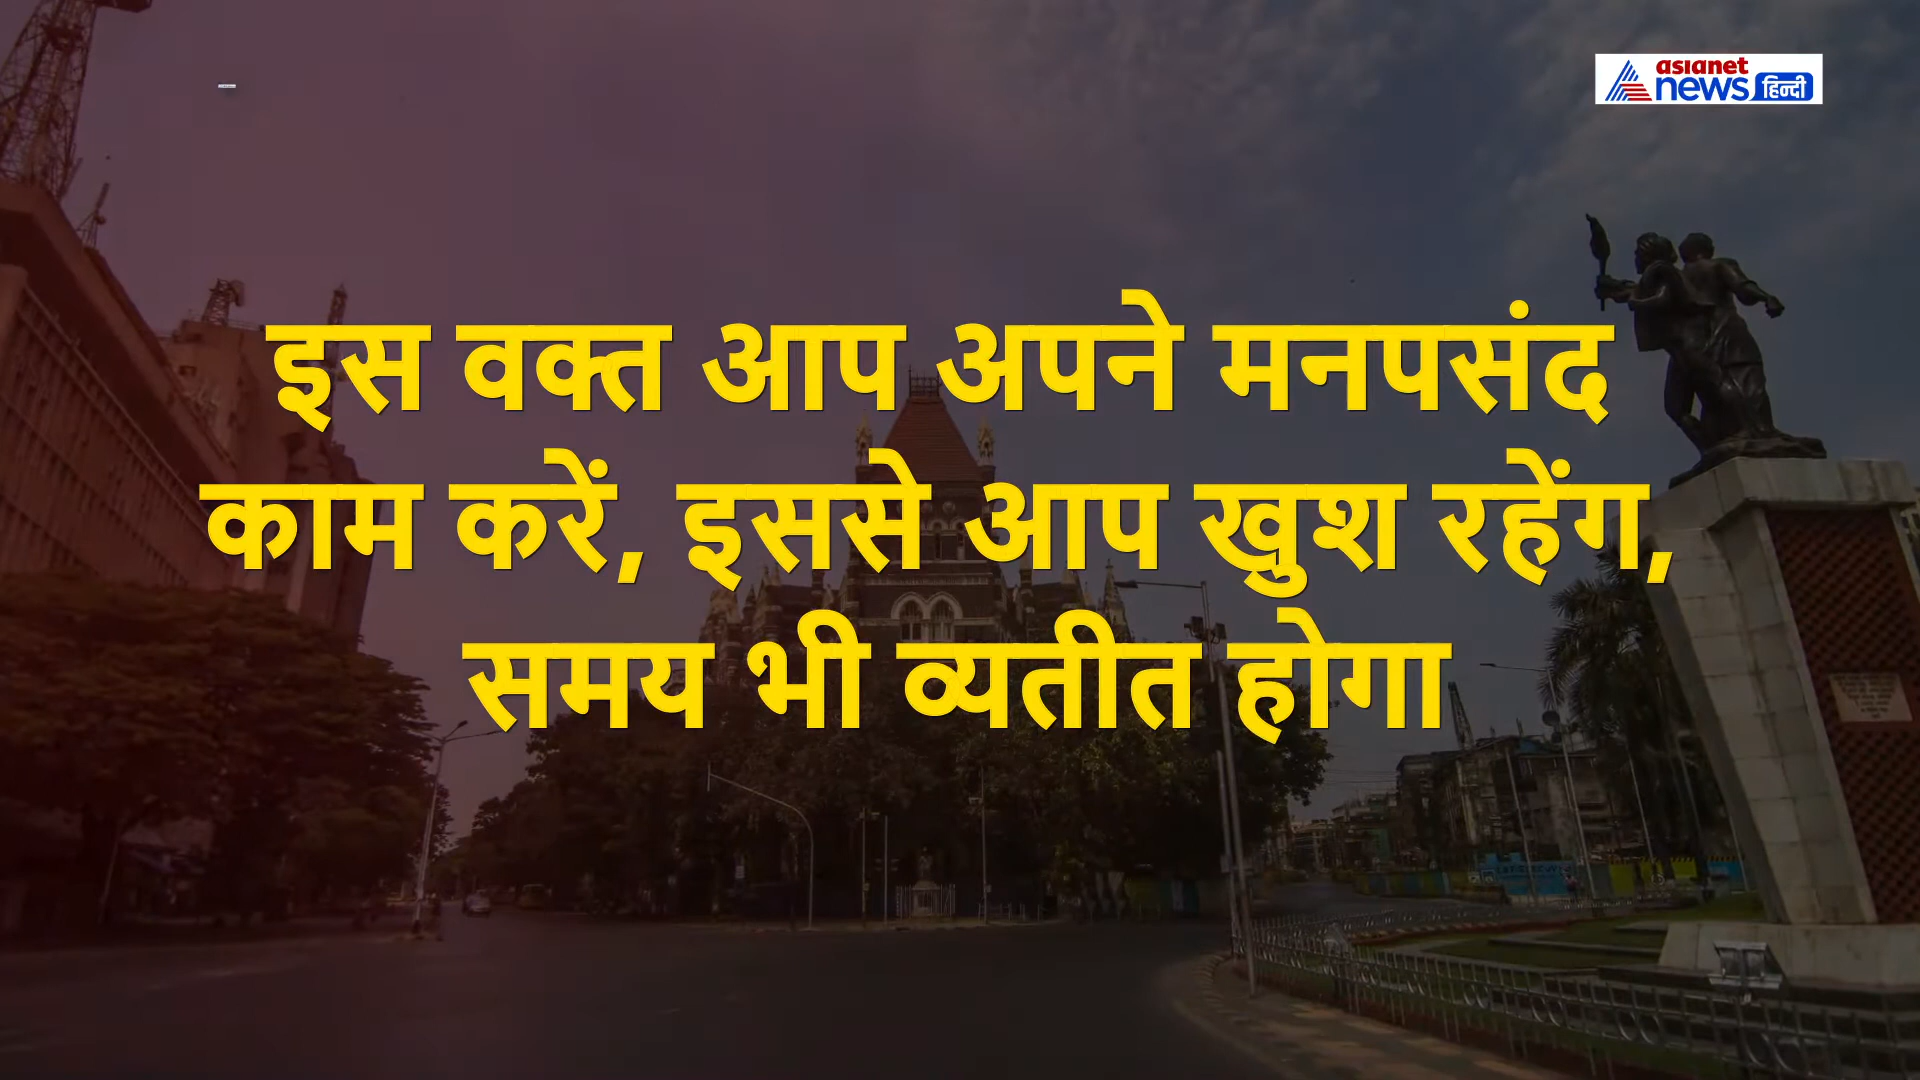 asianet
news हिन्दी
इस वक्त आप अपने मनपसंद
काम करें, इससे आप खुश रहेंग,
समय भी व्यतीत होगा